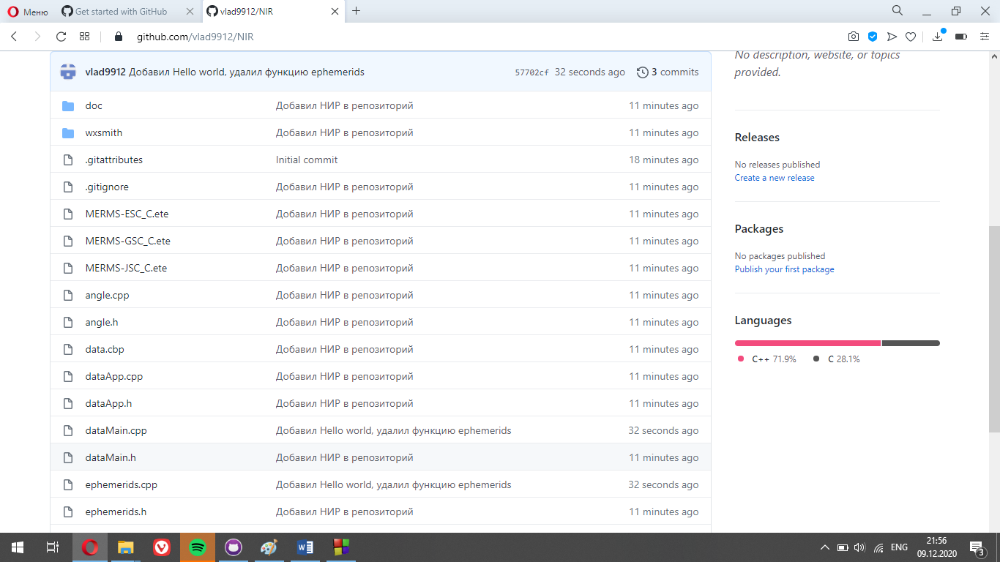 Меню
Get started with GitHub
vlad9912/NIR
github.com/vlad9912/NIR
vlad9912 Добавил Hello world, удалил функцию ephemerids 57702cf 32 seconds ago 3 commits
doc Добавил НИР в репозиторий 11 minutes ago
wxsmith Добавил НИР в репозиторий 11 minutes ago
.gitattributes Initial commit 18 minutes ago
.gitignore Добавил НИР в репозиторий 11 minutes ago
MERMS-ESC_C.ete Добавил НИР в репозиторий 11 minutes ago
MERMS-GSC_C.ete Добавил НИР в репозиторий 11 minutes ago
MERMS-JSC_C.ete Добавил НИР в репозиторий 11 minutes ago
angle.cpp Добавил НИР в репозиторий 11 minutes ago
angle.h Добавил НИР в репозиторий 11 minutes ago
data.cbp Добавил НИР в репозиторий 11 minutes ago
dataApp.cpp Добавил НИР в репозиторий 11 minutes ago
dataApp.h Добавил НИР в репозиторий 11 minutes ago
dataMain.cpp Добавил Hello world, удалил функцию ephemerids 32 seconds ago
dataMain.h Добавил НИР в репозиторий 11 minutes ago
ephemerids.cpp Добавил Hello world, удалил функцию ephemerids 32 seconds ago
ephemerids.h Добавил НИР в репозиторий 11 minutes ago
No description, website, or topics
provided.
Releases
No releases published
Create a new release
Packages
No packages published
Publish your first package
Languages
C++ 71.9% C 28.1%
ENG
21:56
09.12.2020
3